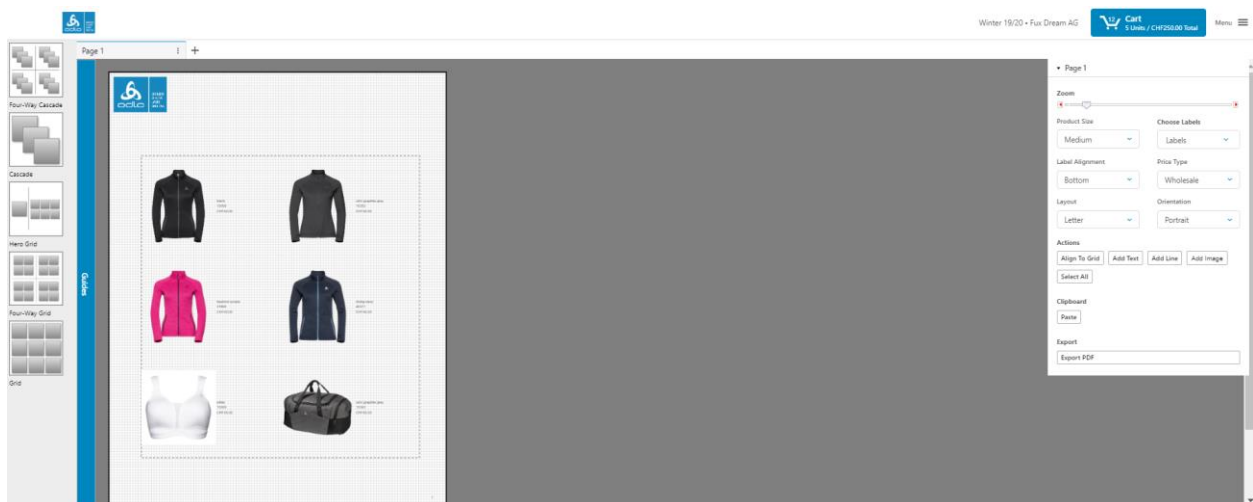 odlo
Winter 19/20 • Fux Dream AG
12
Cart
5 Units / CHF250.00 Total
Menu
Page 1
Four-Way Cascade
Cascade
Hero Grid
Four-Way Grid
Grid
Guides
odlo
Page 1
Zoom
Product Size
Choose Labels
Medium
Labels
Label Alignment
Price Type
Bottom
Wholesale
Layout
Orientation
Letter
Portrait
Actions
Align To Grid
Add Text
Add Line
Add Image
Select All
Clipboard
Paste
Export
Export PDF